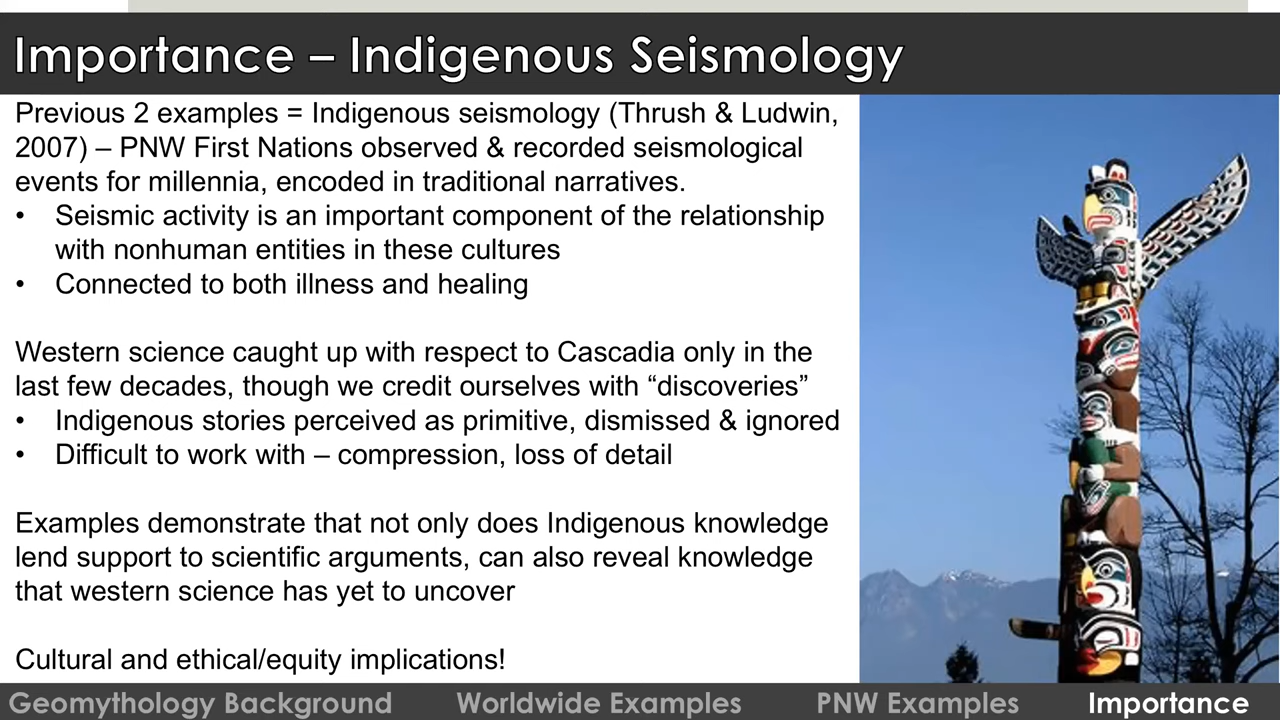 Importance – Indigenous Seismology
Previous 2 examples = Indigenous seismology (Thrush & Ludwin,
2007) – PNW First Nations observed & recorded seismological
events for millennia, encoded in traditional narratives.
• Seismic activity is an important component of the relationship
with nonhuman entities in these cultures
• Connected to both illness and healing
Western science caught up with respect to Cascadia only in the
last few decades, though we credit ourselves with “discoveries”
• Indigenous stories perceived as primitive, dismissed & ignored
• Difficult to work with – compression, loss of detail
Examples demonstrate that not only does Indigenous knowledge
lend support to scientific arguments, can also reveal knowledge
that western science has yet to uncover
Cultural and ethical/equity implications!
Geomythology Background Worldwide Examples PNW Examples Importance